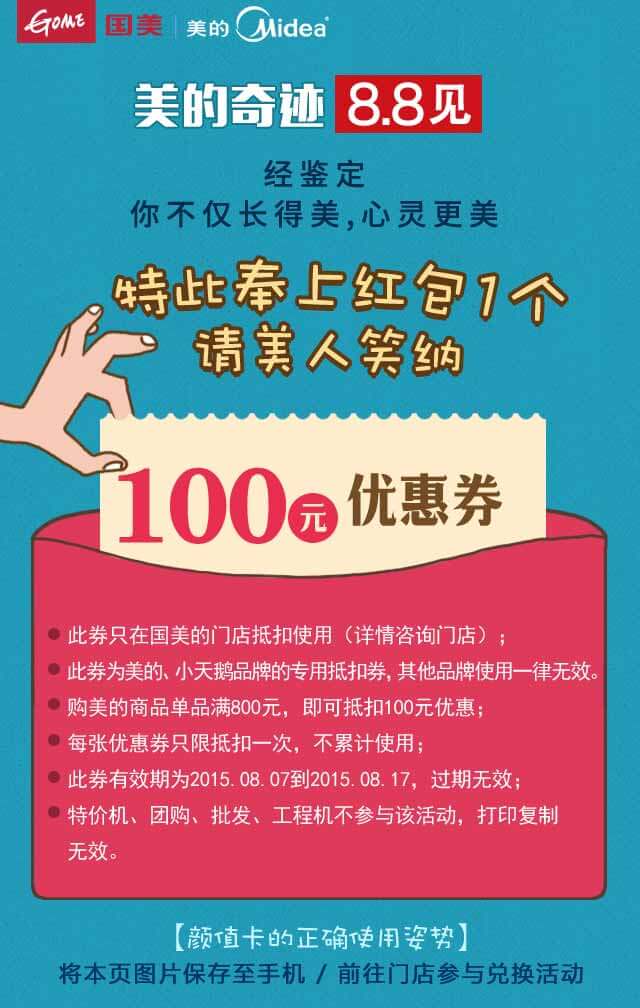 GOME 国美 | 美的 Midea
美的奇迹 8.8见
经鉴定
你不仅长得美,心灵更美
特此奉上红包1个
请美人笑纳
100元 优惠券
此券只在国美的门店抵扣使用（详情咨询门店）；
此券为美的、小天鹅品牌的专用抵扣券，其他品牌使用一律无效。
购美的商品单品满800元，即可抵扣100元优惠；
每张优惠券只限抵扣一次，不累计使用；
此券有效期为2015.08.07到2015.08.17，过期无效；
特价机、团购、批发、工程机不参与该活动，打印复制
无效。
【颜值卡的正确使用姿势】
将本页图片保存至手机 / 前往门店参与兑换活动